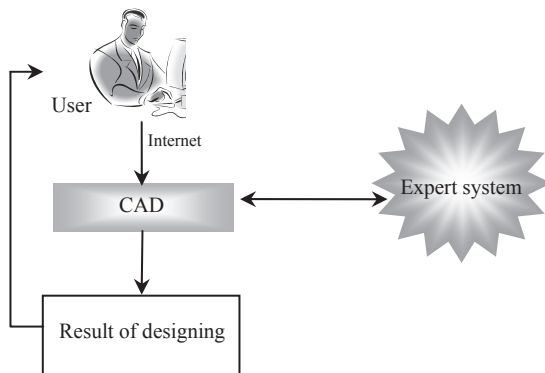 User
Internet
CAD
Expert system
Result of designing